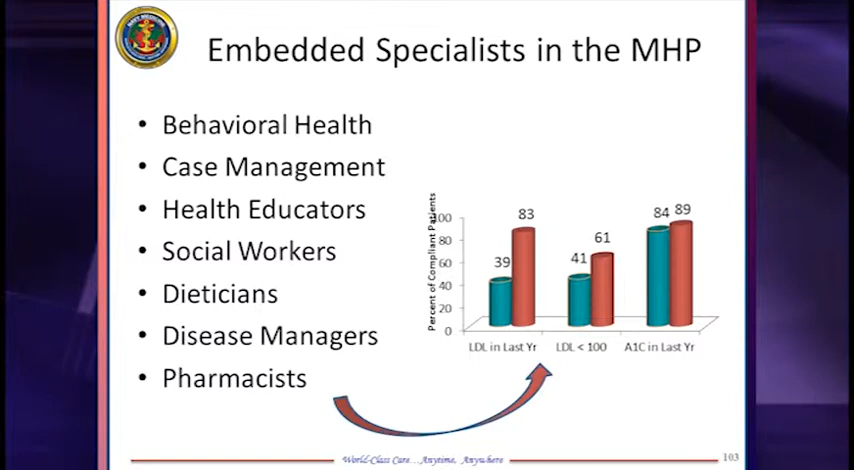 Embedded Specialists in the MHP
• Behavioral Health
• Case Management
• Health Educators
• Social Workers
• Dieticians
• Disease Managers
• Pharmacists
Percent of Compliant Patients
100
80
60
40
20
0
39
83
41
61
84
89
LDL in Last Yr
LDL < 100
A1C in Last Yr
World-Class Care...Anytime, Anywhere
103